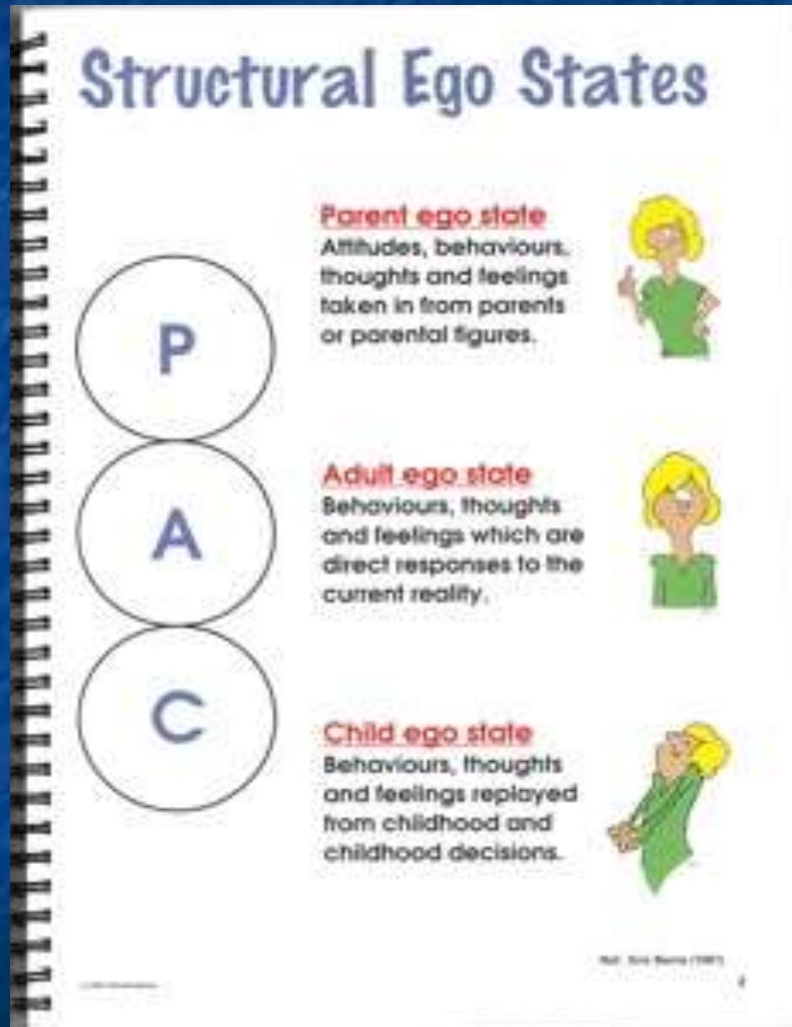 Structural Ego States
P
Parent ego state
Attitudes, behaviours,
thoughts and feelings
taken in from parents
or parental figures.
A
Adult ego state
Behaviours, thoughts
and feelings which are
direct responses to the
current reality.
C
Child ego state
Behaviours, thoughts
and feelings replayed
from childhood and
childhood decisions.
Eric Berne